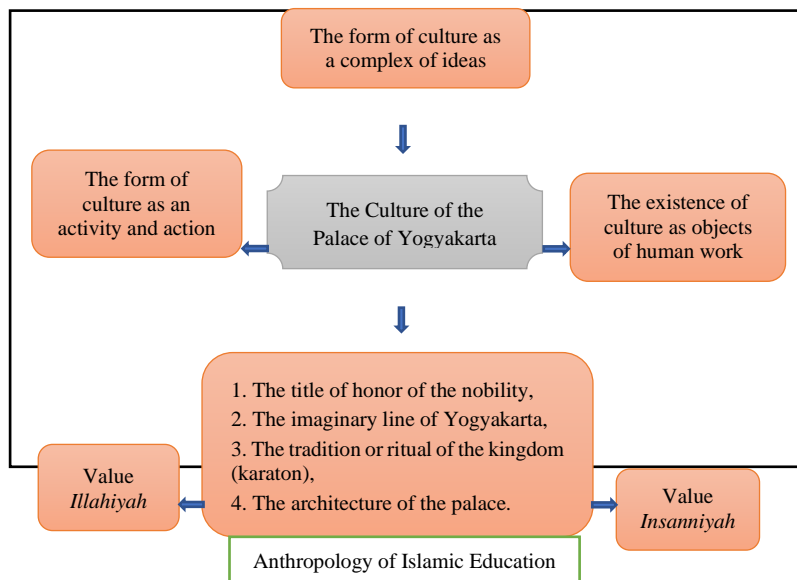 The form of culture as
a complex of ideas
The form of
culture as an
activity and action
The Culture of the
Palace of Yogyakarta
The existence of
culture as objects
of human work
1. The title of honor of the nobility,
2. The imaginary line of Yogyakarta,
3. The tradition or ritual of the kingdom
(karaton),
4. The architecture of the palace.
Value
Illahiyah
Value
Insanniyah
Anthropology of Islamic Education